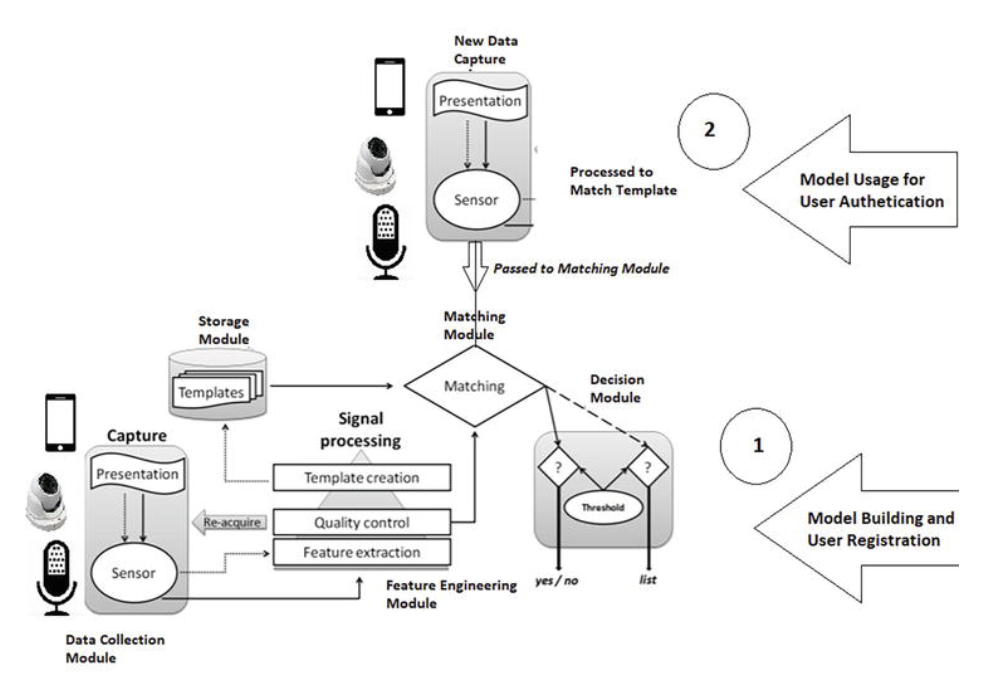 New Data
Capture
Presentation
Sensor
2
Processed to
Match Template
Model Usage for
User Authetication
Passed to Matching Module
Storage
Module
Templates
Matching
Module
Matching
Decision
Module
?
?
Threshold
yes / no
list
1
Model Building and
User Registration
Signal
processing
Template creation
Re-acquire
Quality control
Feature extraction
Feature Engineering
Module
Capture
Presentation
Sensor
Data Collection
Module